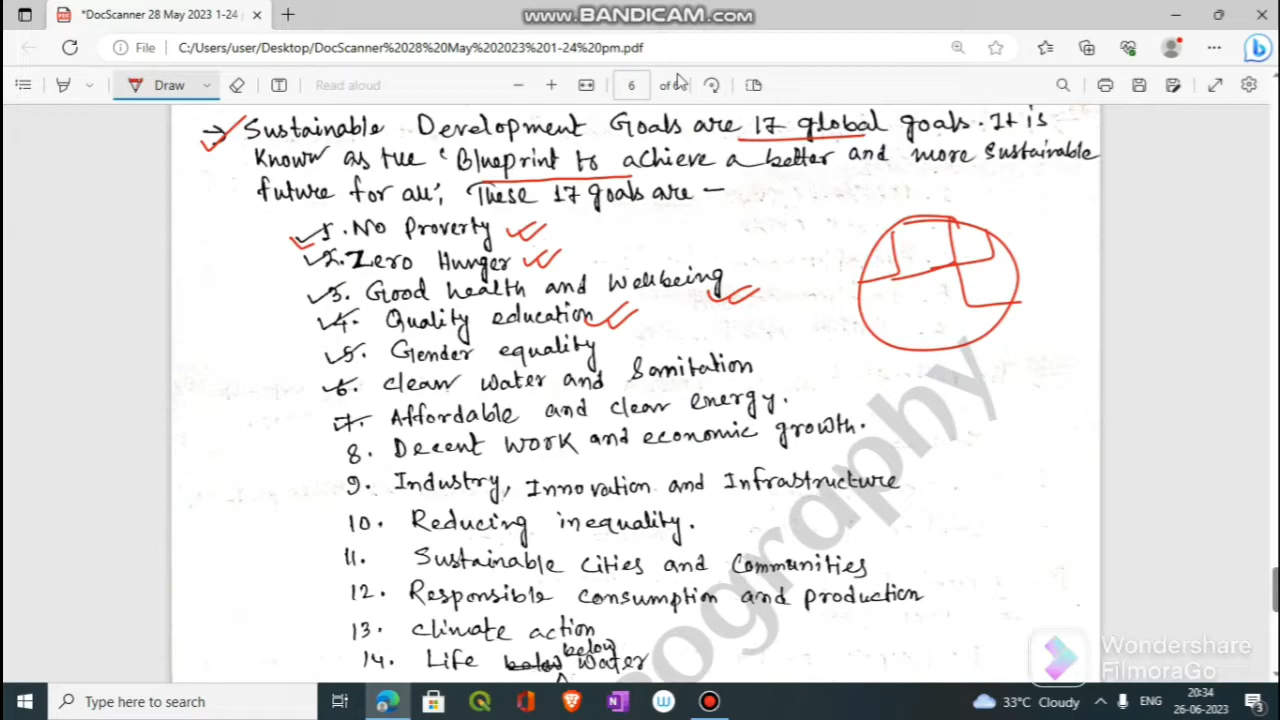 *DocScanner 28 May 2023 1-24
WWW.BANDICAM.COM
File
C:/Users/user/Desktop/DocScanner%2028%20May%202023%201-24%20pm.pdf
Draw
Read aloud
6
of 6
→ Sustainable Development Goals are 17 global goals. It is
known as the 'Blueprint to achieve a better and more sustainable
future for all'; These 17 goals are –
1. No Proverty
2. Zero Hunger
3. Good health and wellbeing
4. Quality education
5. Gender equality
6. clean water and Sanitation
7. Affordable and clean energy.
8. Decent work and economic growth.
9. Industry, Innovation and Infrastructure
10. Reducing inequality.
11. Sustainable cities and Communities
12. Responsible consumption and production
13. climate action
14. Life below water
ography
Wondershare
FilmoraGo
Type here to search
33°C Cloudy
ENG
20:34
26-06-2023
3